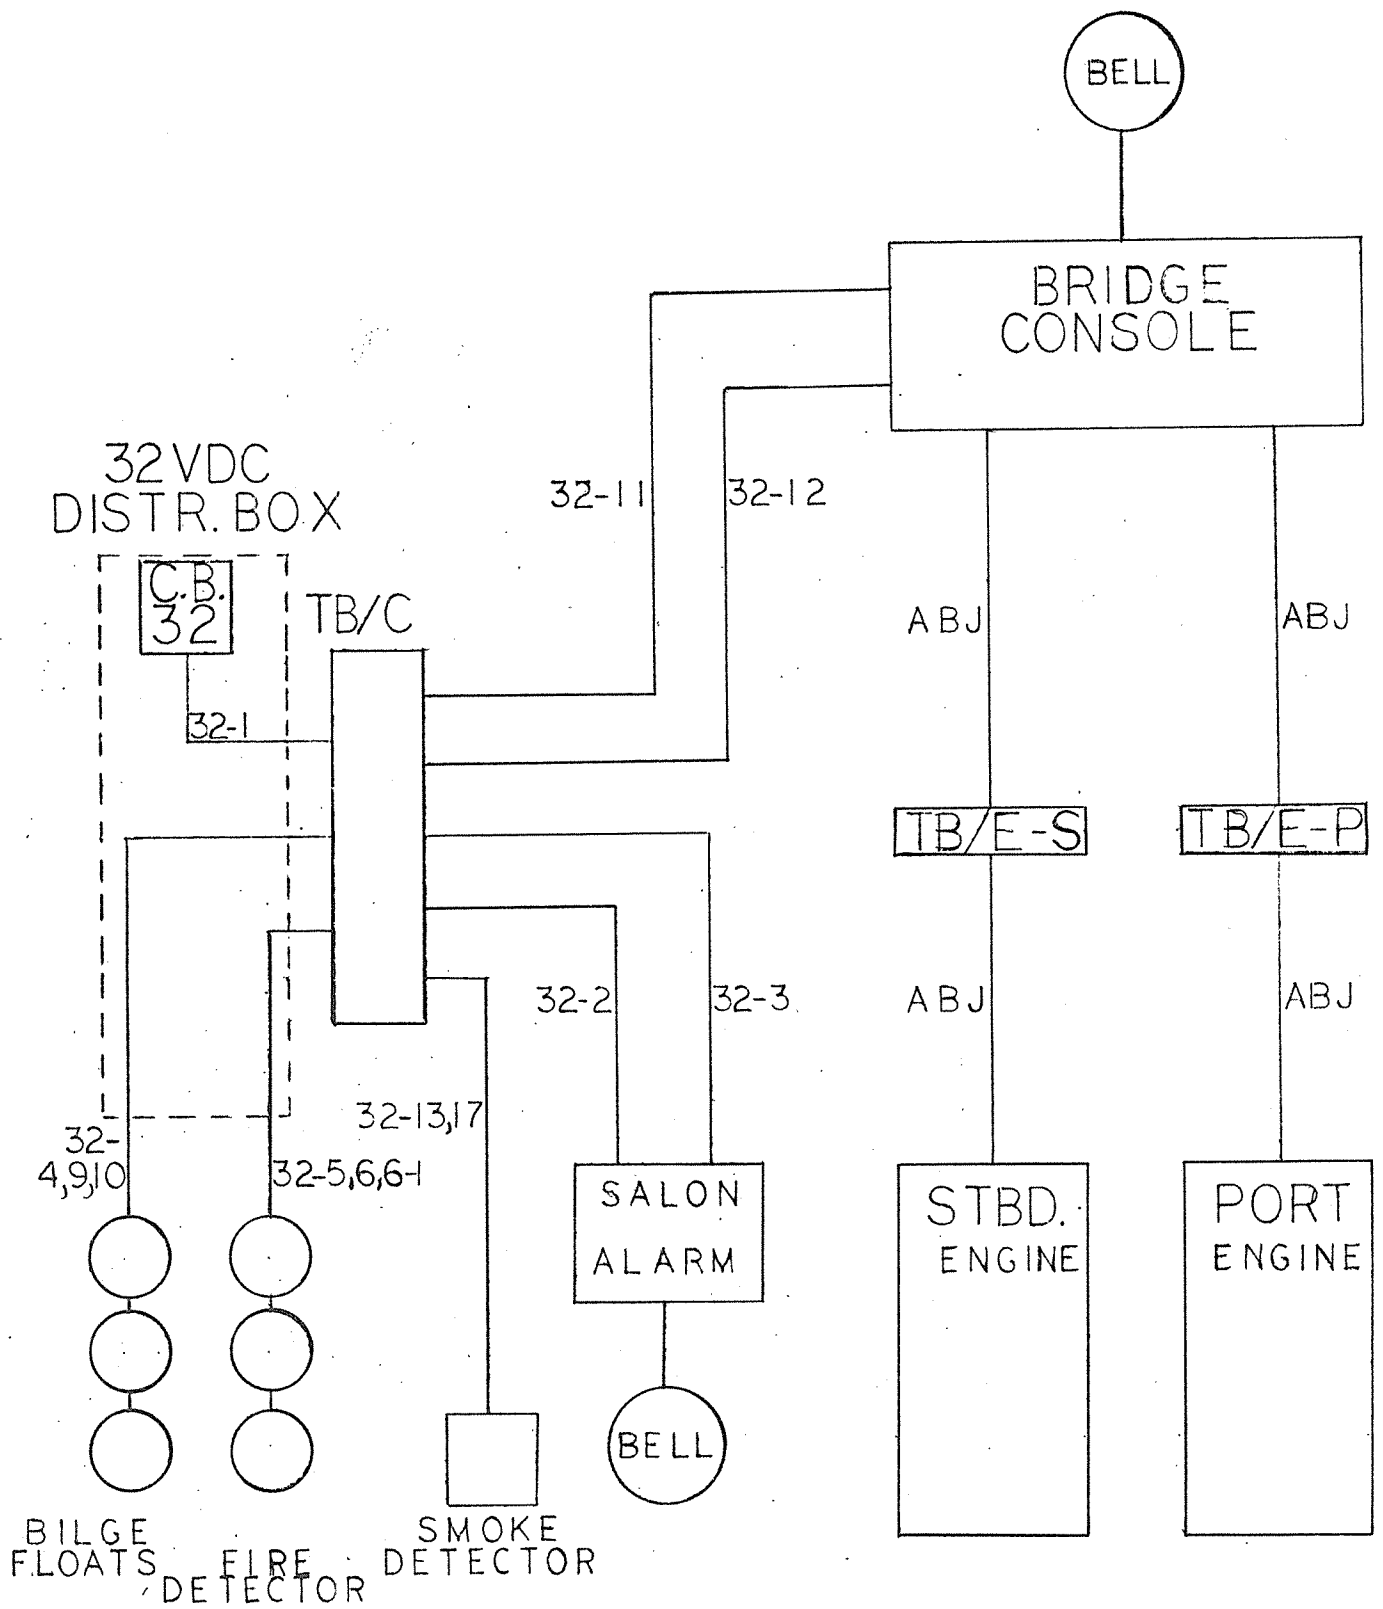 BELL
BRIDGE
CONSOLE
32VDC
DISTR. BOX
32-11
32-12
C.B.
32
TB/C
ABJ
ABJ
32-1
TB/E-S
TB/E-P
32-2
32-3
ABJ
ABJ
32-13,17
32-
4,9,10
32-5,6,6-1
SALON
ALARM
STBD.
ENGINE
PORT
ENGINE
BELL
BILGE
FLOATS
FIRE
DETECTOR
SMOKE
DETECTOR